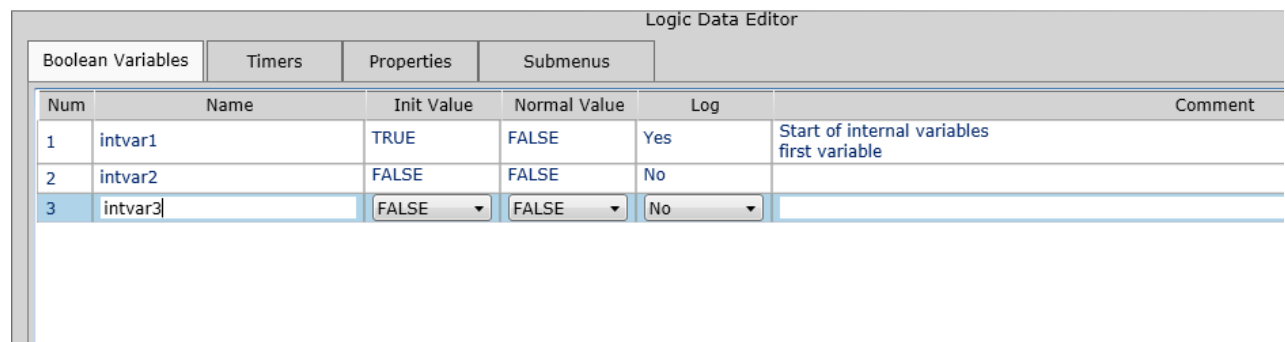 Logic Data Editor
Boolean Variables Timers Properties Submenus
Num Name Init Value Normal Value Log Comment
1 intvar1 TRUE FALSE Yes Start of internal variables
first variable
2 intvar2 FALSE FALSE No
3 intvar3 FALSE FALSE No